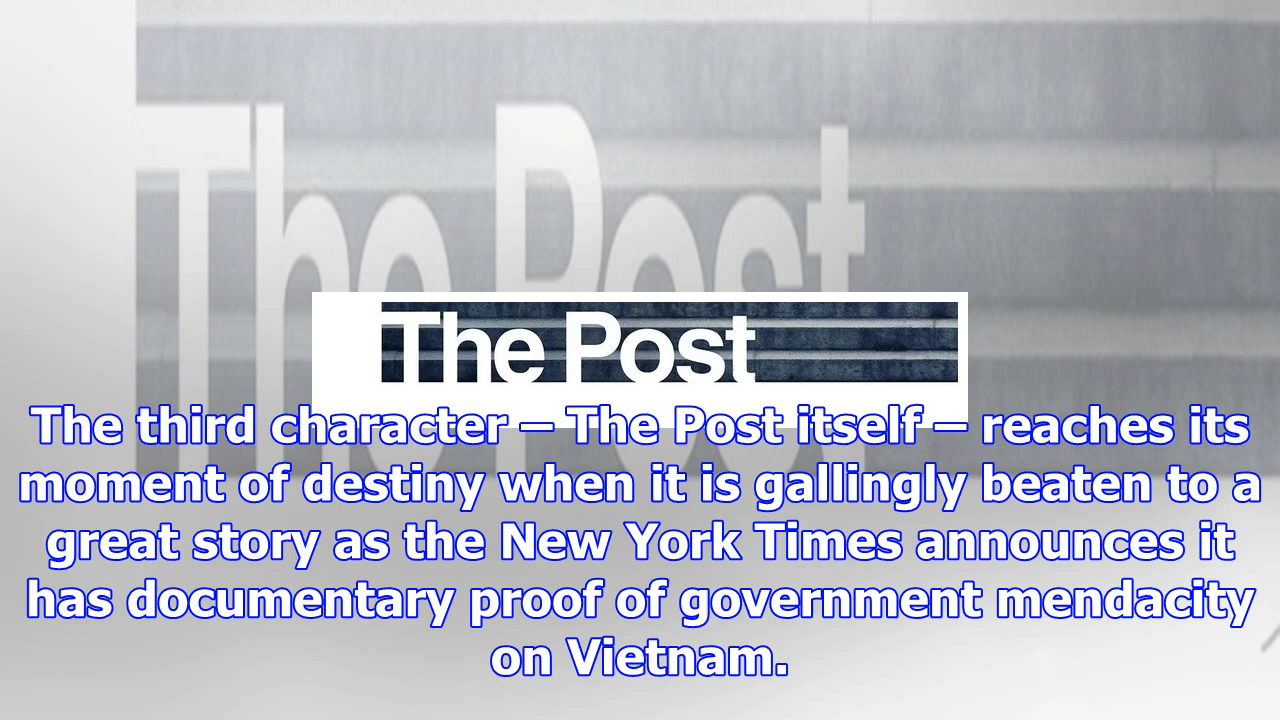 The Post
The Post
The third character – The Post itself – reaches its
moment of destiny when it is gallingly beaten to a
great story as the New York Times announces it
has documentary proof of government mendacity
on Vietnam.